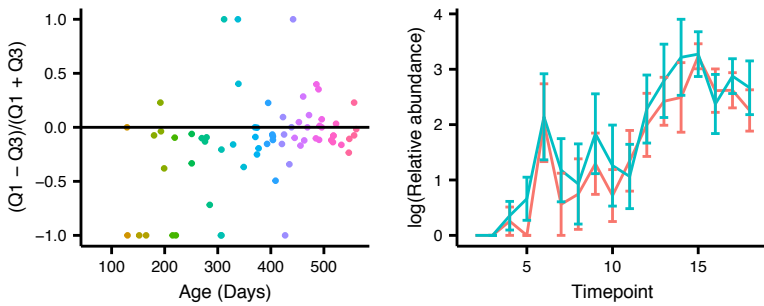 (Q1 − Q3)/(Q1 + Q3)
1.0
0.5
0.0
−0.5
−1.0
100 200 300 400 500
Age (Days)
log(Relative abundance)
4
3
2
1
0
5 10 15
Timepoint